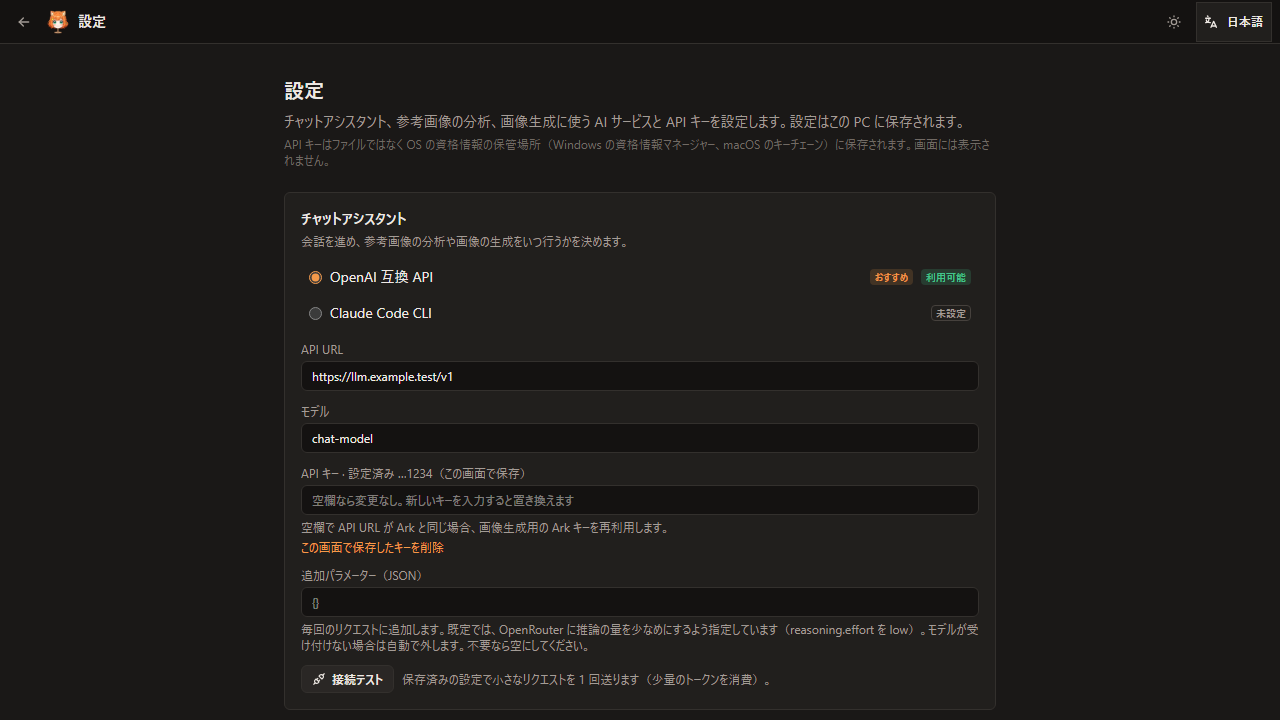 設定
日本語
設定
チャットアシスタント、参考画像の分析、画像生成に使う AI サービスと API キーを設定します。設定はこの PC に保存されます。
API キーはファイルではなく OS の資格情報の保管場所（Windows の資格情報マネージャー、macOS のキーチェーン）に保存されます。画面には表示さ
れません。
チャットアシスタント
会話を進め、参考画像の分析や画像の生成をいつ行うかを決めます。
OpenAI 互換 API おすすめ 利用可能
Claude Code CLI 未設定
API URL
https://llm.example.test/v1
モデル
chat-model
API キー · 設定済み …1234（この画面で保存）
空欄なら変更なし。新しいキーを入力すると置き換えます
空欄で API URL が Ark と同じ場合、画像生成用の Ark キーを再利用します。
この画面で保存したキーを削除
追加パラメーター（JSON）
{}
毎回のリクエストに追加します。既定では、OpenRouter に推論の量を少なめにするよう指定しています（reasoning.effort を low）。モデルが受
け付けない場合は自動で外します。不要なら空にしてください。
接続テスト 保存済みの設定で小さなリクエストを 1 回送ります（少量のトークンを消費）。